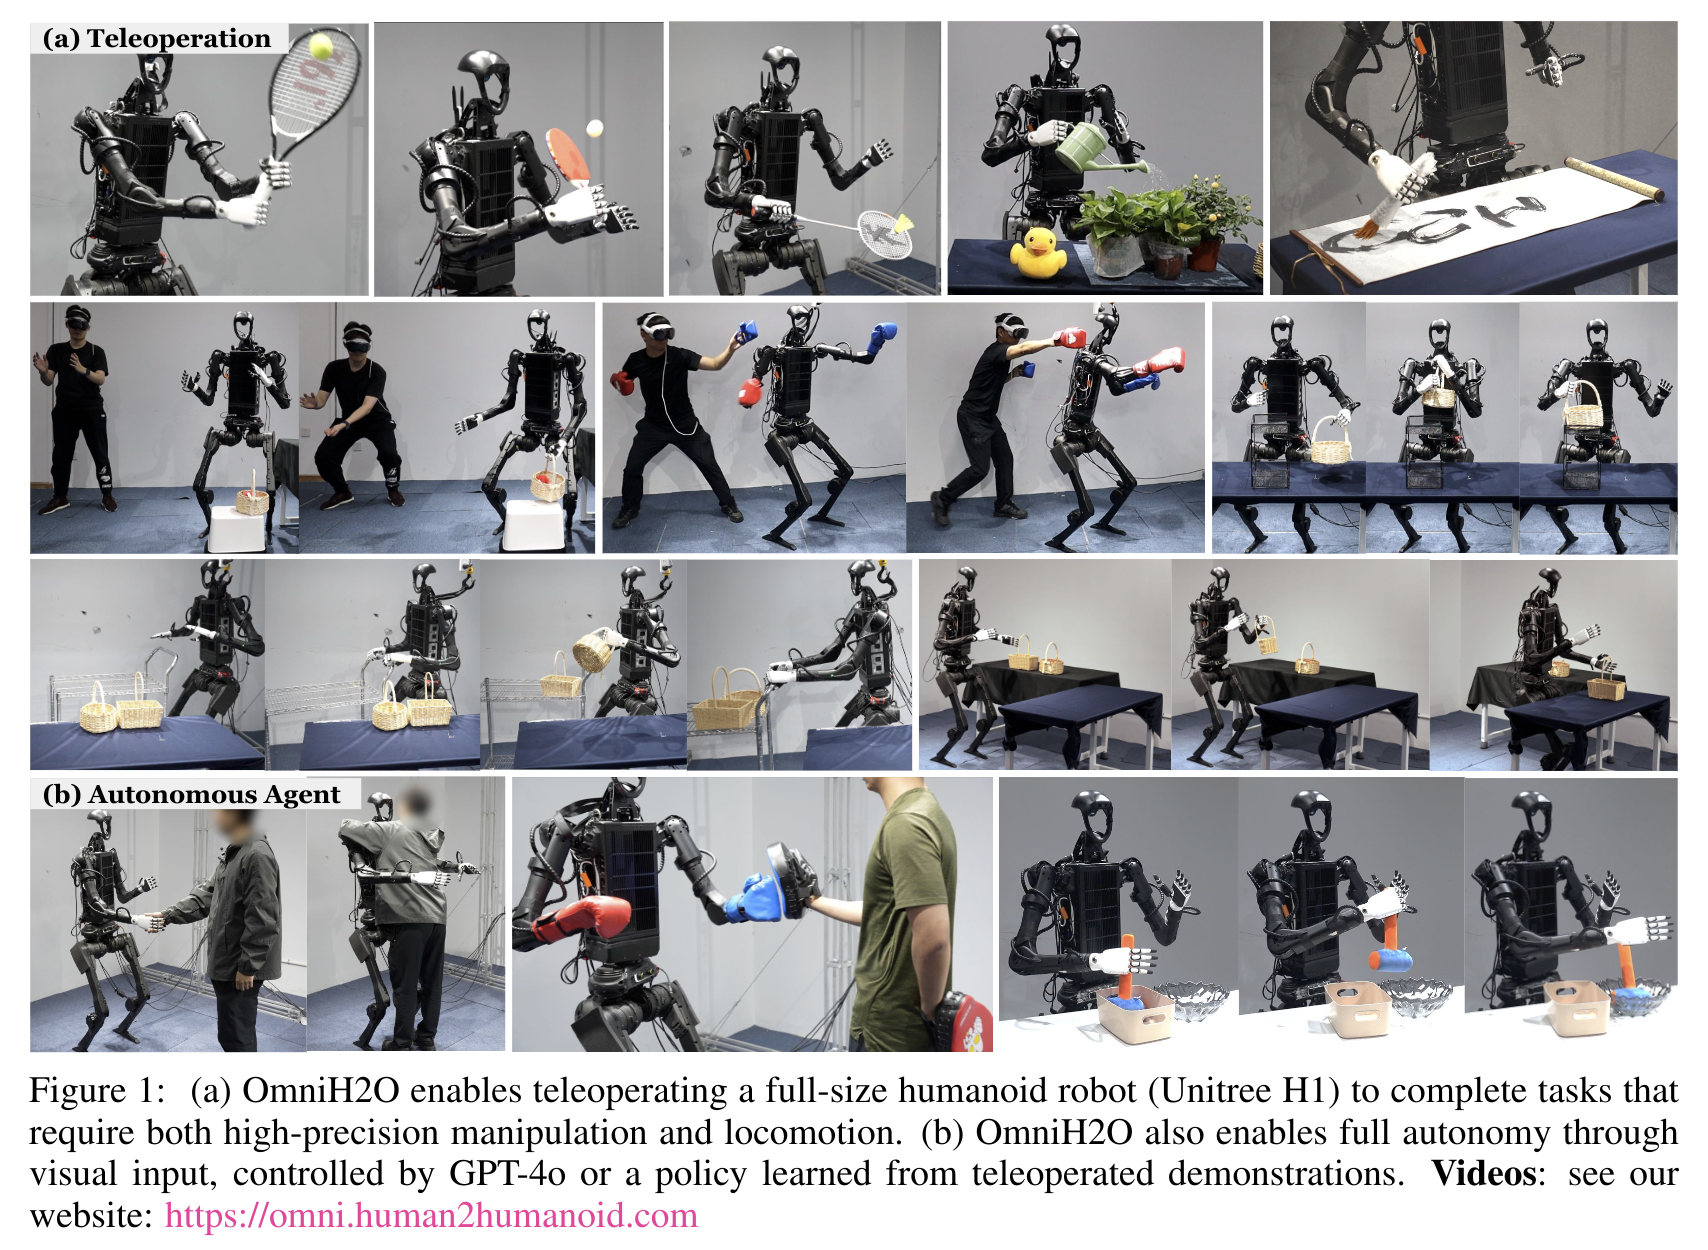 (a) Teleoperation
(b) Autonomous Agent
Figure 1: (a) OmniH2O enables teleoperating a full-size humanoid robot (Unitree H1) to complete tasks that
require both high-precision manipulation and locomotion. (b) OmniH2O also enables full autonomy through
visual input, controlled by GPT-4o or a policy learned from teleoperated demonstrations. Videos: see our
website: https://omni.human2humanoid.com